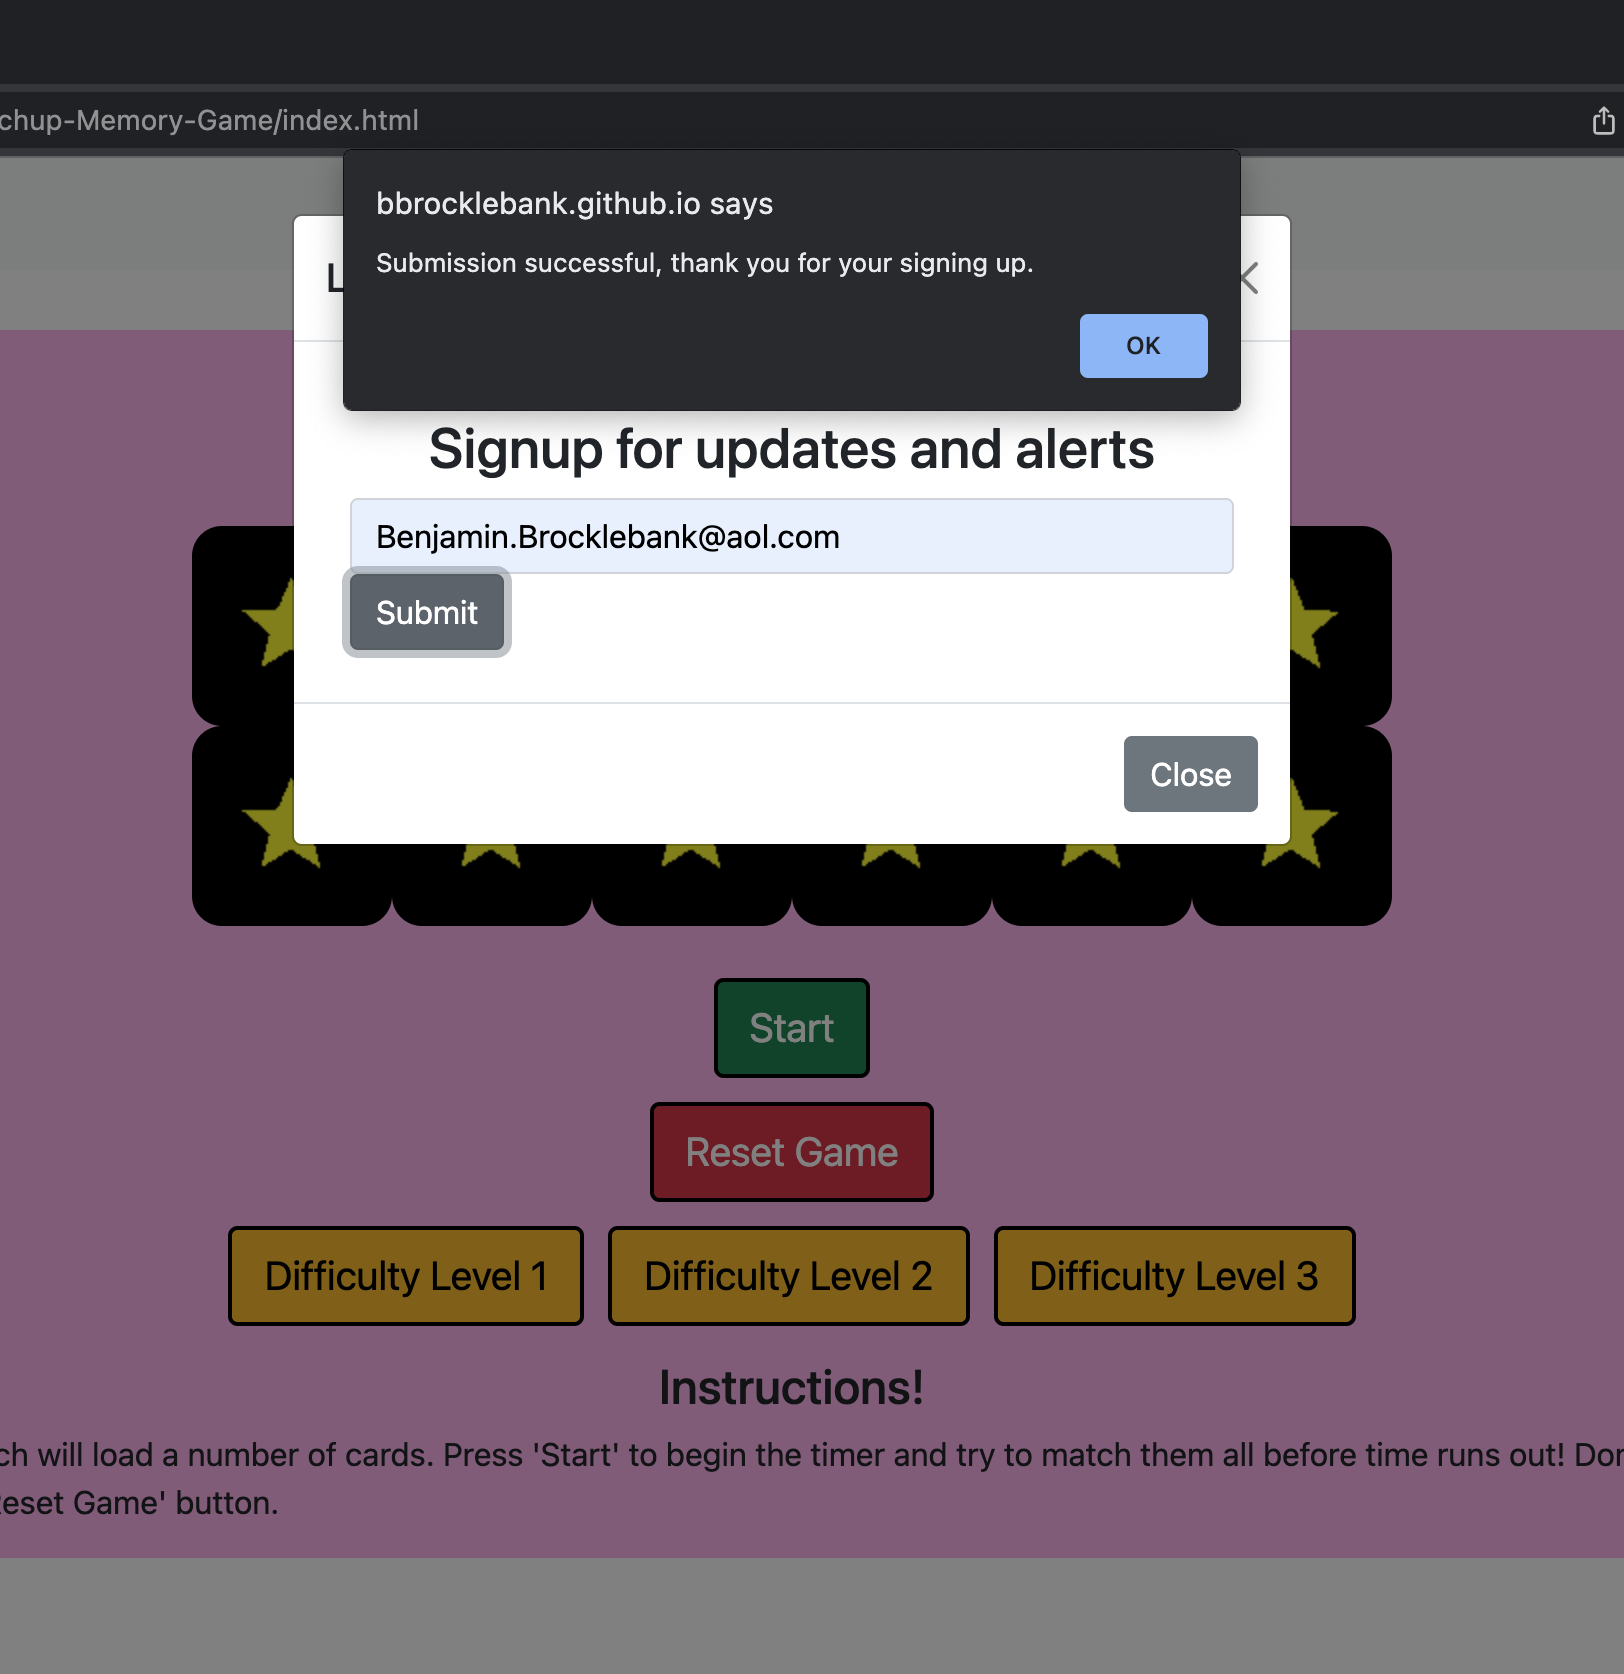 chup-Memory-Game/index.html
bbrocklebank.github.io says
Submission successful, thank you for your signing up.
OK
Signup for updates and alerts
Benjamin.Brocklebank@aol.com
Submit
Close
Start
Reset Game
Difficulty Level 1 Difficulty Level 2 Difficulty Level 3
Instructions!
ch will load a number of cards. Press 'Start' to begin the timer and try to match them all before time runs out! Don
eset Game' button.